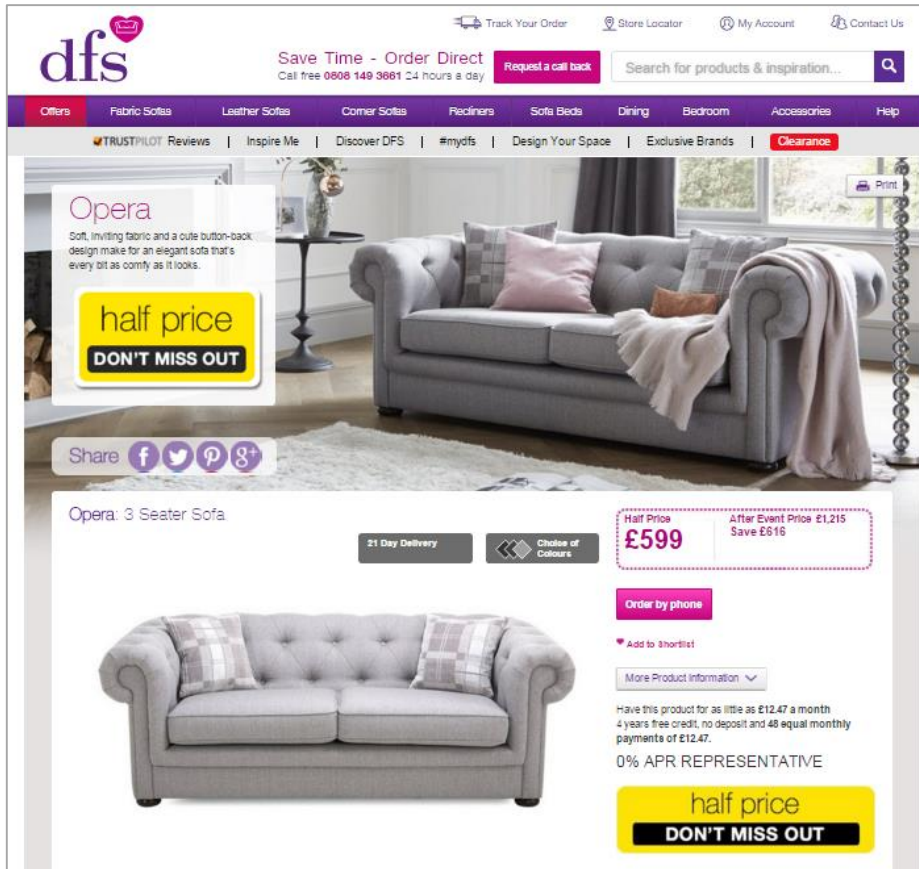 dfs
Track Your Order
Store Locator
My Account
Contact Us
Save Time - Order Direct
Call free 0808 149 3661 24 hours a day
Request a call back
Search for products & inspiration...
Offers
Fabric Sofas
Leather Sofas
Corner Sofas
Recliners
Sofa Beds
Dining
Bedroom
Accessories
Help
TRUSTPILOT Reviews | Inspire Me | Discover DFS | #mydfs | Design Your Space | Exclusive Brands | Clearance
Print
Opera
Soft, inviting fabric and a cute button-back
design make for an elegant sofa that's
every bit as comfy as it looks.
half price
DON'T MISS OUT
Share f 8+
Opera: 3 Seater Sofa
21 Day Delivery
Choice of
Colours
Half Price
£599
After Event Price £1,215
Save £616
Order by phone
Add to Shortlist
More Product Information
Have this product for as little as £12.47 a month
4 years free credit, no deposit and 48 equal monthly
payments of £12.47.
0% APR REPRESENTATIVE
half price
DON'T MISS OUT